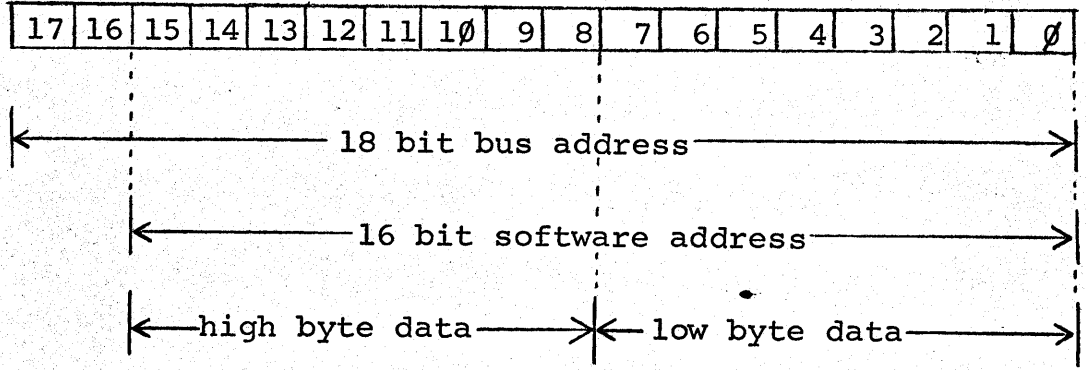 17 16 15 14 13 12 11 1Ø 9 8 7 6 5 4 3 2 1 Ø
18 bit bus address
16 bit software address
high byte data low byte data